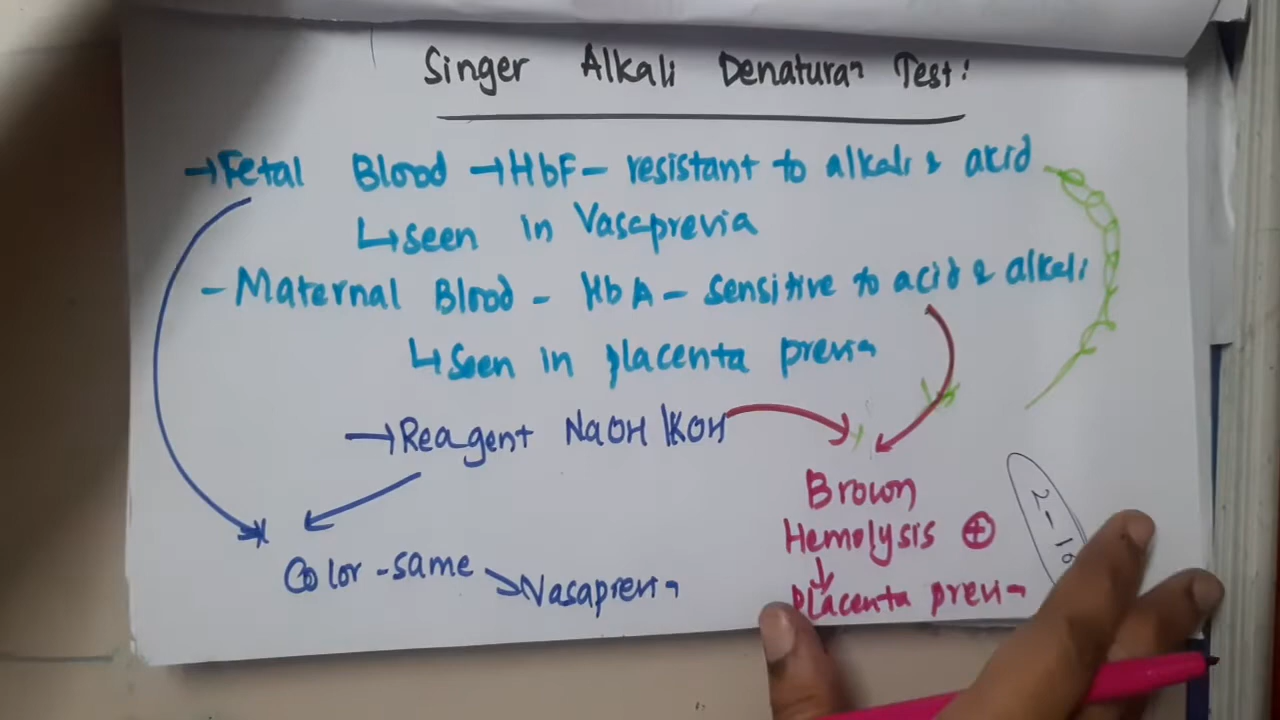 Singer Alkali Denaturan Test:
→ Fetal Blood → HbF - resistant to alkali & acid
↳ seen in Vasaprevia
- Maternal Blood - HbA - sensitive to acid & alkali
↳ seen in placenta previa
→ Reagent NaOH/KOH
Brown
Hemolysis ⊕
↓
placenta previa
Color - same → Vasaprevia